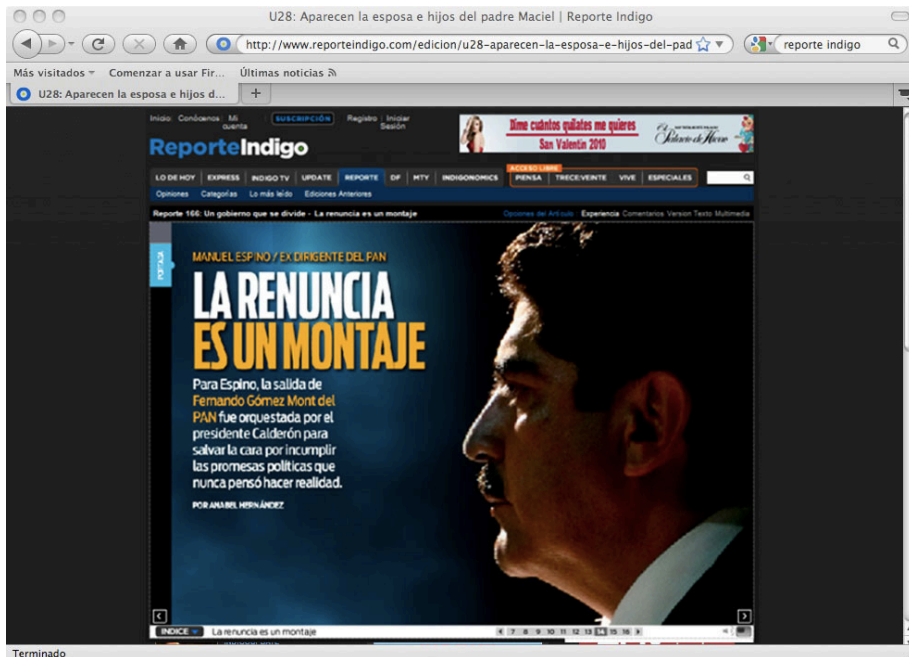 U28: Aparecen la esposa e hijos del padre Maciel | Reporte Indigo
http://www.reporteindigo.com/edicion/u28-aparecen-la-esposa-e-hijos-del-pad
reporte indigo
Más visitados
Comenzar a usar Fir...
Últimas noticias
U28: Aparecen la esposa e hijos d...
Inicio Conócenos Mi cuenta
SUSCRIPCIÓN
Registro Iniciar Sesión
ReporteIndigo
Dime cuántos quilates me quieres
San Valentín 2010
El Palacio de Hierro
ACCESO LIBRE
LO DE HOY EXPRESS INDIGO TV UPDATE REPORTE DF MTY INDIGONOMICS PIENSA TRECE:VEINTE VIVE ESPECIALES
Opiniones Categorías Lo más leído Ediciones Anteriores
Reporte 166: Un gobierno que se divide - La renuncia es un montaje
Opciones del Artículo: Experiencia Comentarios Version Texto Multimedia
PORTADA
MANUEL ESPINO / EX DIRIGENTE DEL PAN
LA RENUNCIA
ES UN MONTAJE
Para Espino, la salida de
Fernando Gómez Mont del
PAN fue orquestada por el
presidente Calderón para
salvar la cara por incumplir
las promesas políticas que
nunca pensó hacer realidad.
POR ANABEL HERNÁNDEZ
INDICE
La renuncia es un montaje
7 8 9 10 11 12 13 14 15 16
Terminado